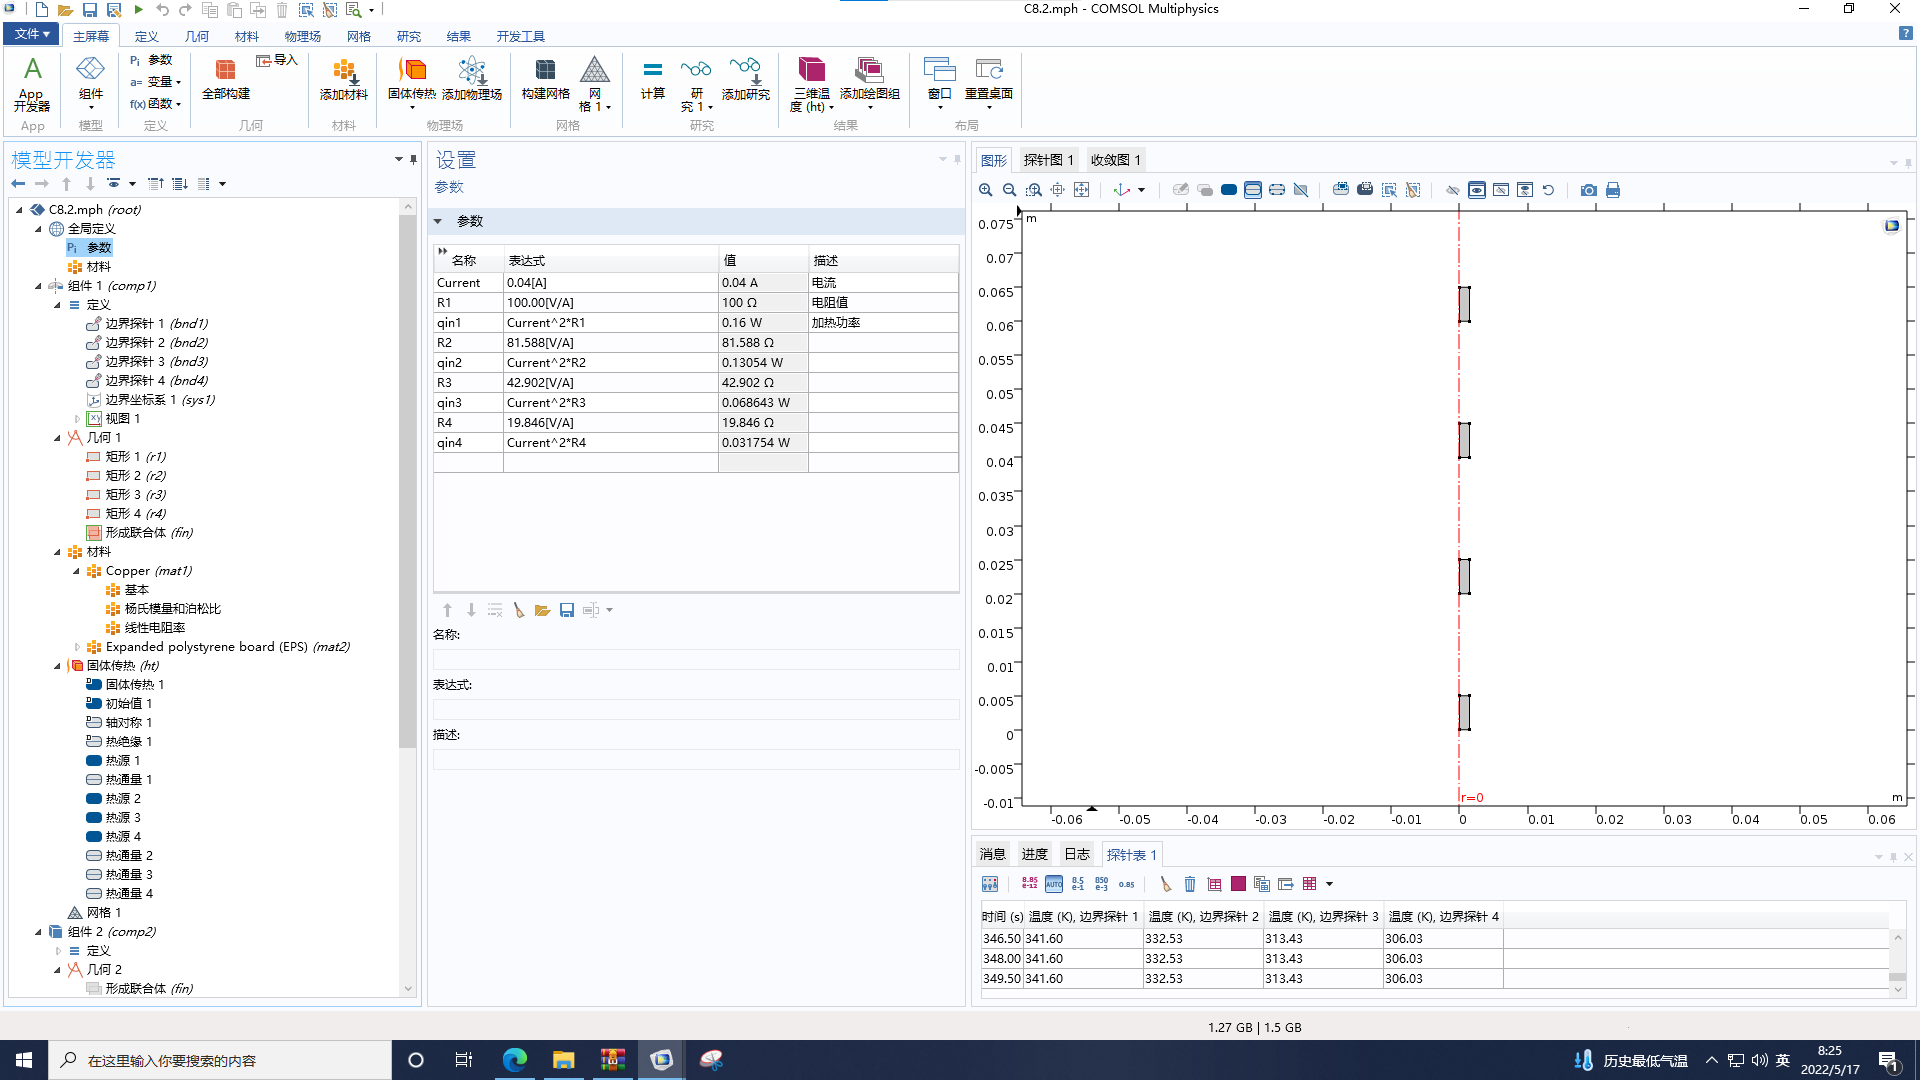 C8.2.mph - COMSOL Multiphysics
文件 主屏幕 定义 几何 材料 物理场 网格 研究 结果 开发工具
App 开发器
组件
Pi 参数
a= 变量
f(x) 函数
全部构建
导入
添加材料
固体传热
添加物理场
构建网格
网格 1
计算
研究 1
添加研究
三维温度 (ht)
添加绘图组
窗口
重置桌面
App 模型 定义 几何 材料 物理场 网格 研究 结果 布局
模型开发器
C8.2.mph (root)
全局定义
Pi 参数
材料
组件 1 (comp1)
定义
边界探针 1 (bnd1)
边界探针 2 (bnd2)
边界探针 3 (bnd3)
边界探针 4 (bnd4)
边界坐标系 1 (sys1)
视图 1
几何 1
矩形 1 (r1)
矩形 2 (r2)
矩形 3 (r3)
矩形 4 (r4)
形成联合体 (fin)
材料
Copper (mat1)
基本
杨氏模量和泊松比
线性电阻率
Expanded polystyrene board (EPS) (mat2)
固体传热 (ht)
固体传热 1
初始值 1
轴对称 1
热绝缘 1
热源 1
热通量 1
热源 2
热源 3
热源 4
热通量 2
热通量 3
热通量 4
网格 1
组件 2 (comp2)
定义
几何 2
形成联合体 (fin)
设置
参数
参数
名称 表达式 值 描述
Current 0.04[A] 0.04 A 电流
R1 100.00[V/A] 100 Ω 电阻值
qin1 Current^2*R1 0.16 W 加热功率
R2 81.588[V/A] 81.588 Ω
qin2 Current^2*R2 0.13054 W
R3 42.902[V/A] 42.902 Ω
qin3 Current^2*R3 0.068643 W
R4 19.846[V/A] 19.846 Ω
qin4 Current^2*R4 0.031754 W
名称:
表达式:
描述:
图形 探针图 1 收敛图 1
m
0.075
0.07
0.065
0.06
0.055
0.05
0.045
0.04
0.035
0.03
0.025
0.02
0.015
0.01
0.005
0
-0.005
-0.01
r=0
m
-0.06 -0.05 -0.04 -0.03 -0.02 -0.01 0 0.01 0.02 0.03 0.04 0.05 0.06
消息 进度 日志 探针表 1
8.85 e-12 AUTO 8.5 e-1 850 e-3 0.85
时间 (s) 温度 (K), 边界探针 1 温度 (K), 边界探针 2 温度 (K), 边界探针 3 温度 (K), 边界探针 4
346.50 341.60 332.53 313.43 306.03
348.00 341.60 332.53 313.43 306.03
349.50 341.60 332.53 313.43 306.03
1.27 GB | 1.5 GB
在这里输入你要搜索的内容
历史最低气温
英
8:25
2022/5/17
1